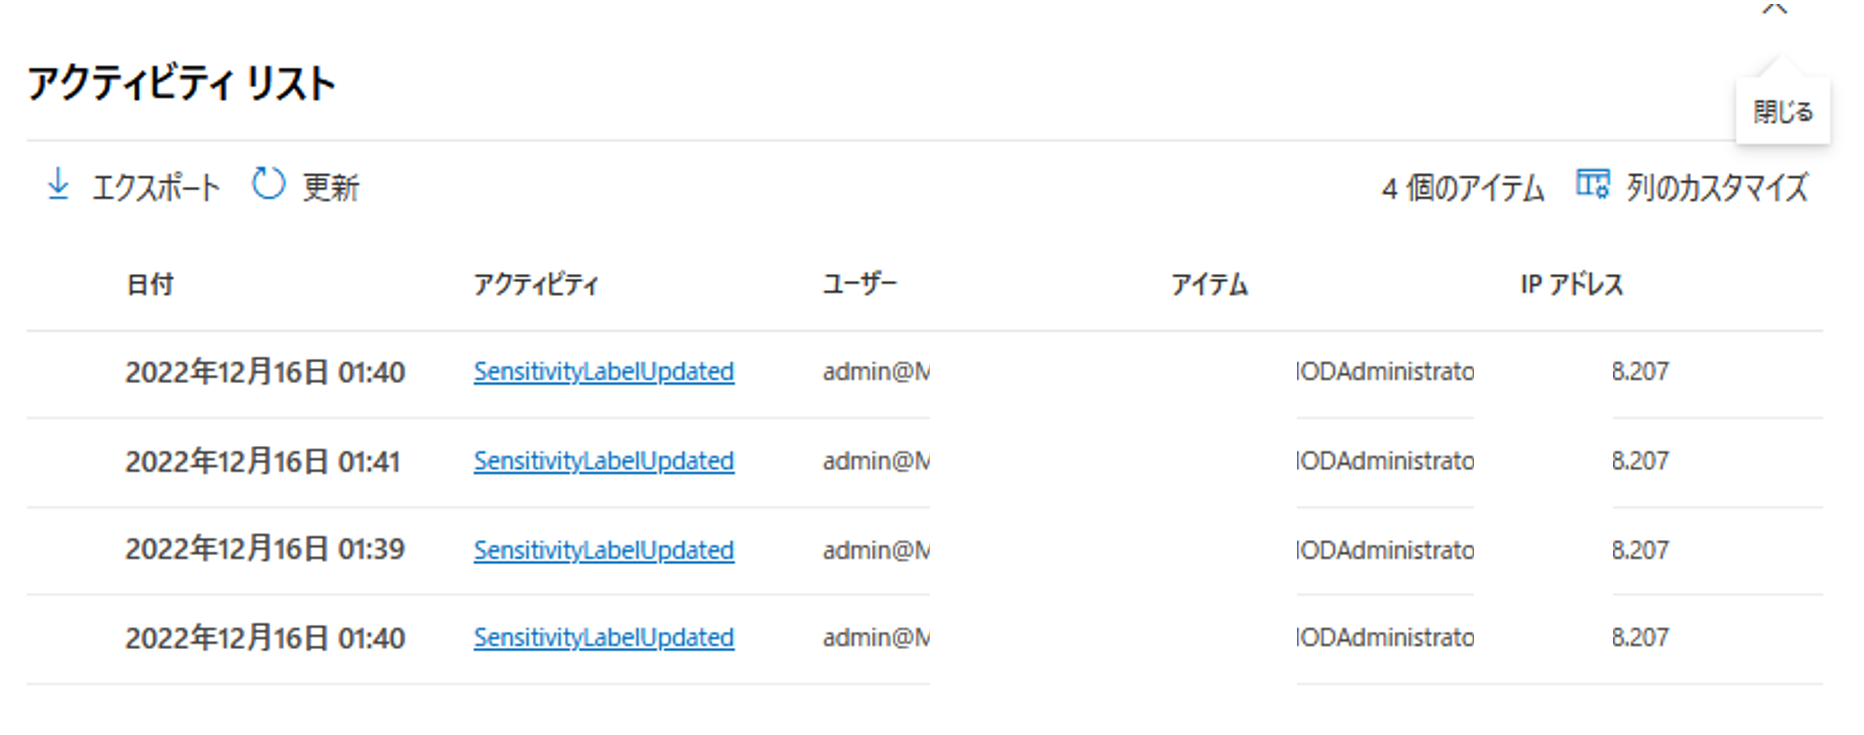 アクティビティ リスト
閉じる
エクスポート 更新 4 個のアイテム 列のカスタマイズ
日付 アクティビティ ユーザー アイテム IP アドレス
2022年12月16日 01:40 SensitivityLabelUpdated admin@M IODAdministrato 8.207
2022年12月16日 01:41 SensitivityLabelUpdated admin@M IODAdministrato 8.207
2022年12月16日 01:39 SensitivityLabelUpdated admin@M IODAdministrato 8.207
2022年12月16日 01:40 SensitivityLabelUpdated admin@M IODAdministrato 8.207